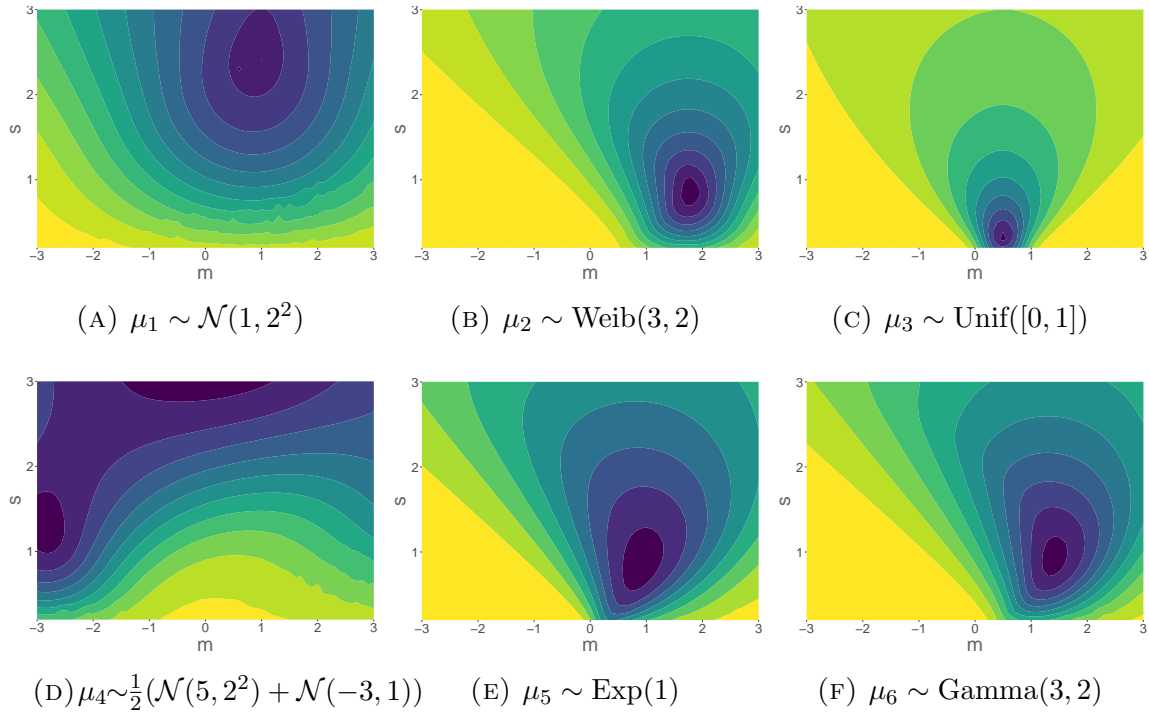 3
2
1
s
−3 −2 −1 0 1 2 3
m
(A) μ₁ ∼ 𝒩(1, 2²)
3
2
1
−3 −2 −1 0 1 2 3
m
(B) μ₂ ∼ Weib(3, 2)
3
2
1
s
−3 −2 −1 0 1 2 3
m
(C) μ₃ ∼ Unif([0, 1])
3
2
1
s
−3 −2 −1 0 1 2 3
m
(D) μ₄∼½(𝒩(5, 2²) + 𝒩(−3, 1))
3
2
1
−3 −2 −1 0 1 2 3
m
(E) μ₅ ∼ Exp(1)
3
2
1
s
−3 −2 −1 0 1 2 3
m
(F) μ₆ ∼ Gamma(3, 2)